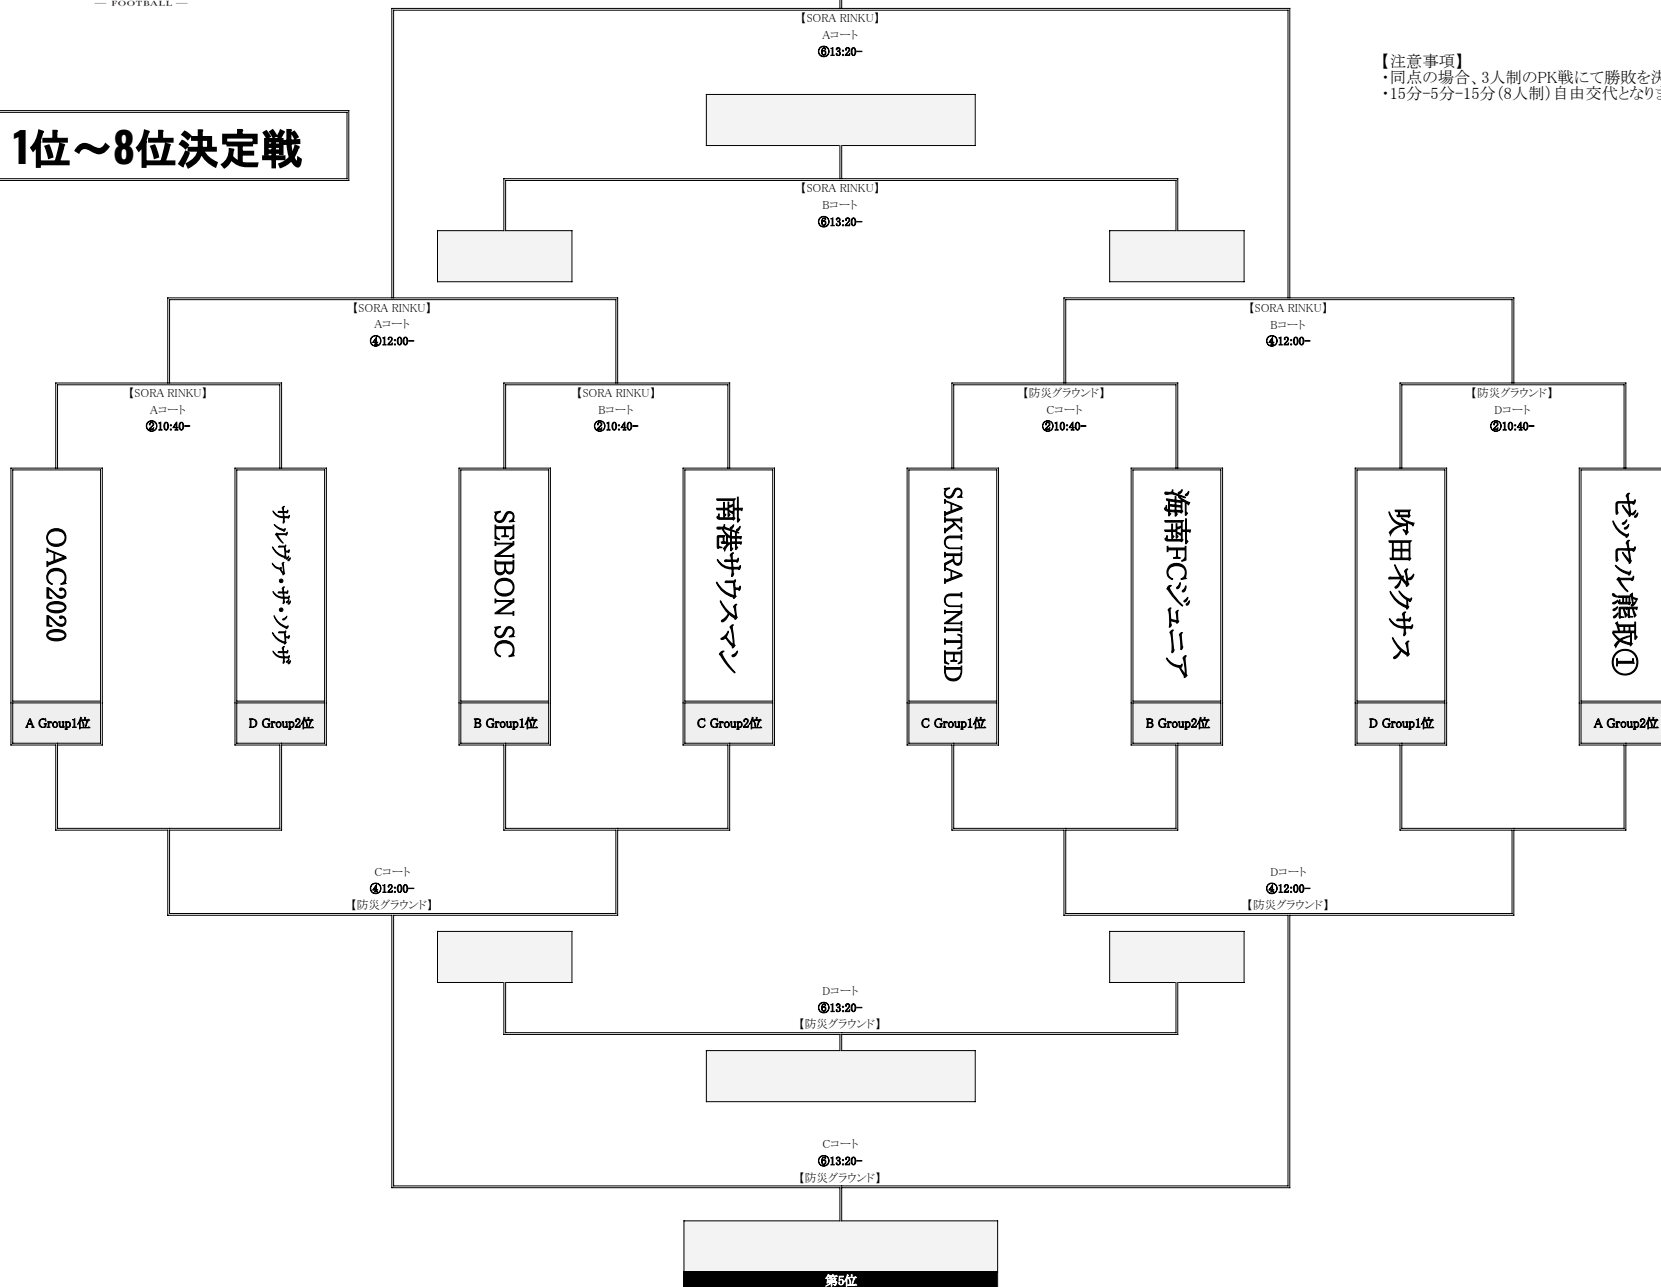 — FOOTBALL —
【SORA RINKU】
Aコート
⑥13:20-
【注意事項】
・同点の場合、3人制のPK戦にて勝敗を決
・15分-5分-15分(8人制)自由交代となりま
1位～8位決定戦
【SORA RINKU】
Bコート
⑥13:20-
【SORA RINKU】
Aコート
④12:00-
【SORA RINKU】
Bコート
④12:00-
【SORA RINKU】
Aコート
②10:40-
【SORA RINKU】
Bコート
②10:40-
【防災グラウンド】
Cコート
②10:40-
【防災グラウンド】
Dコート
②10:40-
OAC2020
サルヴァ・ザ・ソウザ
SENBON SC
南港サウスマン
SAKURA UNITED
海南FCジュニア
吹田ネクサス
ゼッセル熊取①
A Group1位
D Group2位
B Group1位
C Group2位
C Group1位
B Group2位
D Group1位
A Group2位
Cコート
④12:00-
【防災グラウンド】
Dコート
④12:00-
【防災グラウンド】
Dコート
⑥13:20-
【防災グラウンド】
Cコート
⑥13:20-
【防災グラウンド】
第5位